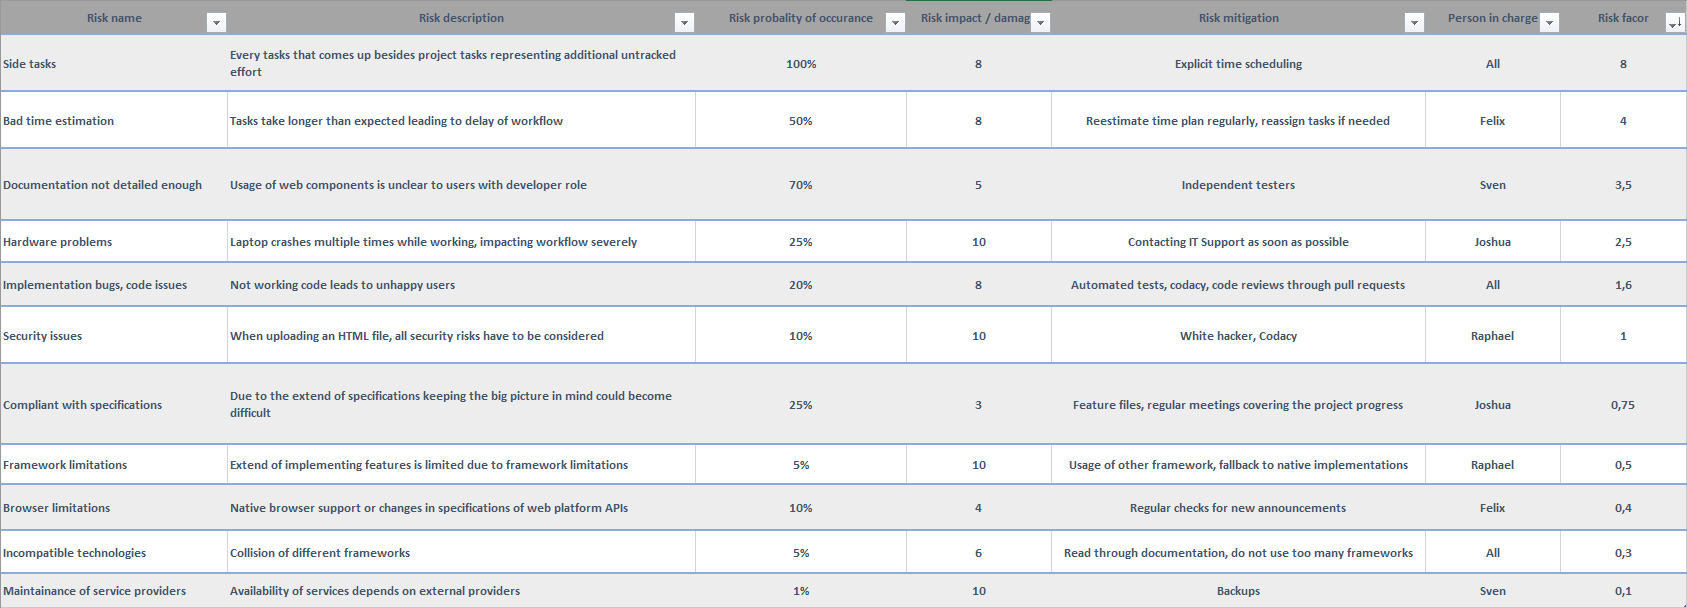 Risk name Risk description Risk probality of occurance Risk impact / damag Risk mitigation Person in charge Risk facor
Side tasks Every tasks that comes up besides project tasks representing additional untracked
effort 100% 8 Explicit time scheduling All 8
Bad time estimation Tasks take longer than expected leading to delay of workflow 50% 8 Reestimate time plan regularly, reassign tasks if needed Felix 4
Documentation not detailed enough Usage of web components is unclear to users with developer role 70% 5 Independent testers Sven 3,5
Hardware problems Laptop crashes multiple times while working, impacting workflow severely 25% 10 Contacting IT Support as soon as possible Joshua 2,5
Implementation bugs, code issues Not working code leads to unhappy users 20% 8 Automated tests, codacy, code reviews through pull requests All 1,6
Security issues When uploading an HTML file, all security risks have to be considered 10% 10 White hacker, Codacy Raphael 1
Compliant with specifications Due to the extend of specifications keeping the big picture in mind could become
difficult 25% 3 Feature files, regular meetings covering the project progress Joshua 0,75
Framework limitations Extend of implementing features is limited due to framework limitations 5% 10 Usage of other framework, fallback to native implementations Raphael 0,5
Browser limitations Native browser support or changes in specifications of web platform APIs 10% 4 Regular checks for new announcements Felix 0,4
Incompatible technologies Collision of different frameworks 5% 6 Read through documentation, do not use too many frameworks All 0,3
Maintainance of service providers Availability of services depends on external providers 1% 10 Backups Sven 0,1